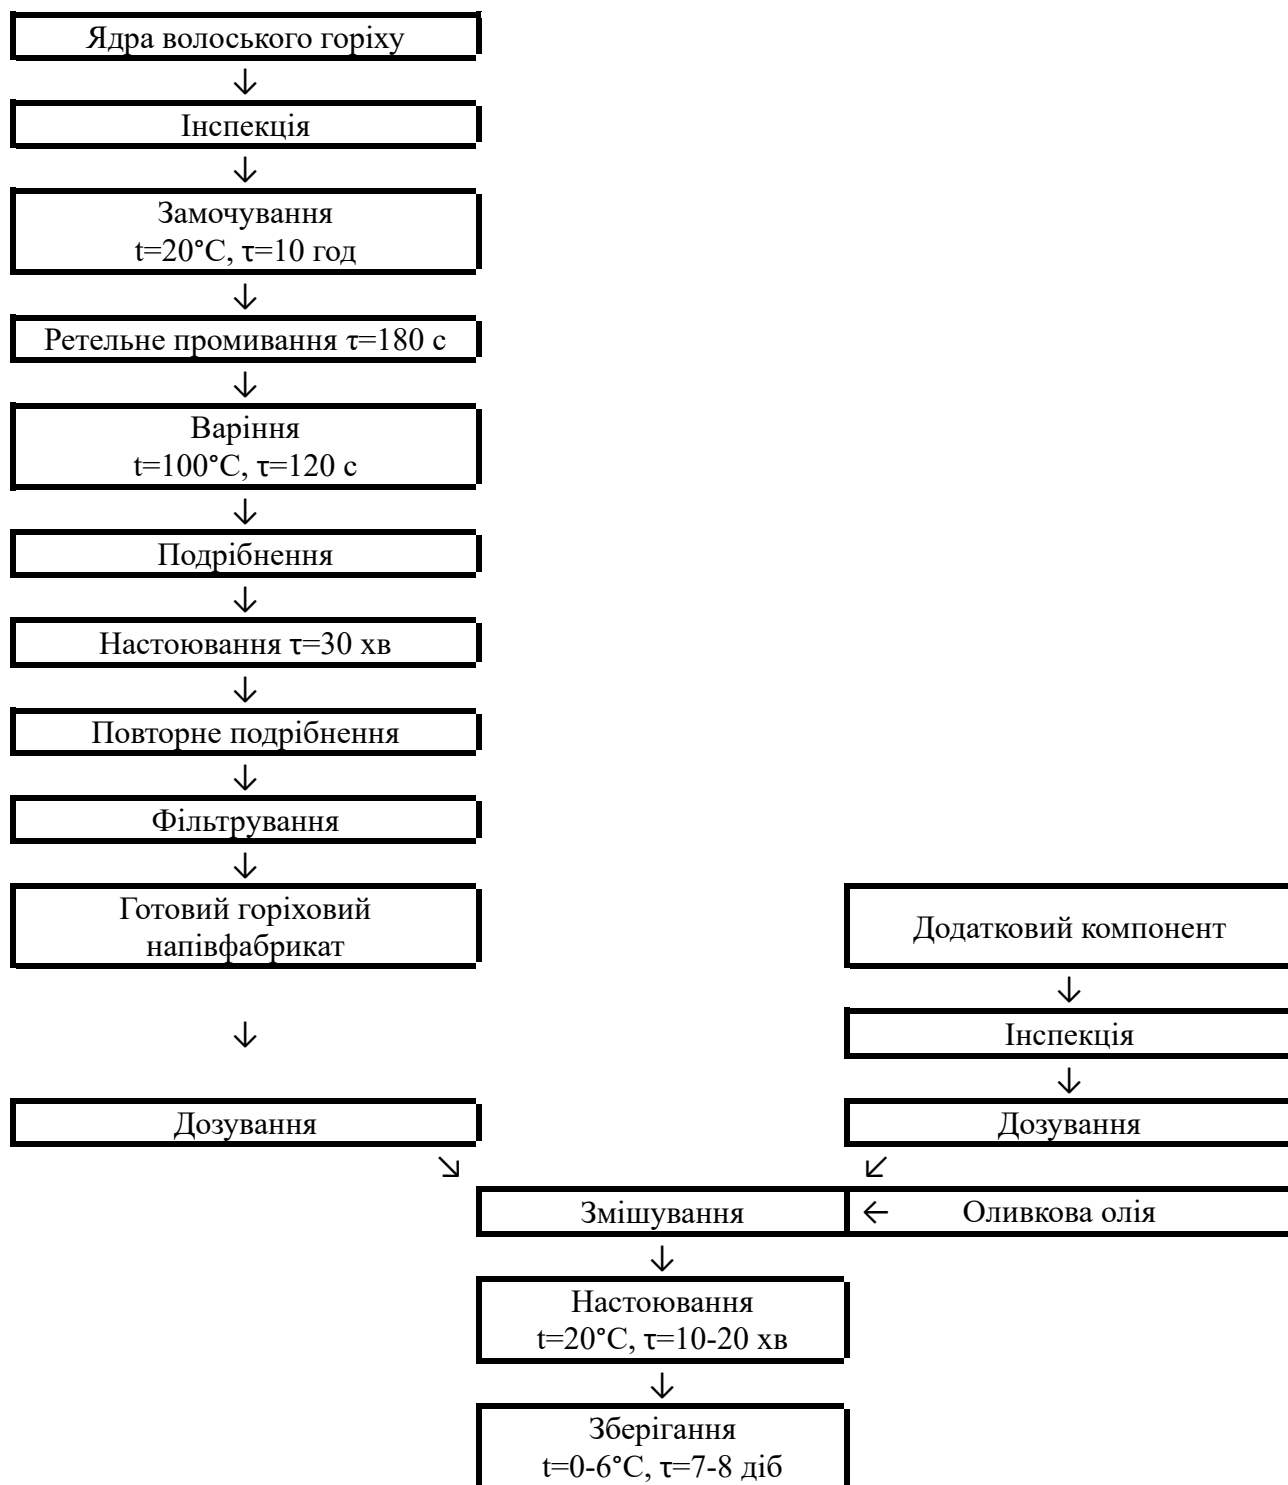 Ядра волоського горіху
↓
Інспекція
↓
Замочування
t=20°C, τ=10 год
↓
Ретельне промивання τ=180 с
↓
Варіння
t=100°C, τ=120 с
↓
Подрібнення
↓
Настоювання τ=30 хв
↓
Повторне подрібнення
↓
Фільтрування
↓
Готовий горіховий
напівфабрикат
↓
Дозування
↘
Додатковий компонент
↓
Інспекція
↓
Дозування
↙
Змішування
← Оливкова олія
↓
Настоювання
t=20°C, τ=10-20 хв
↓
Зберігання
t=0-6°C, τ=7-8 діб